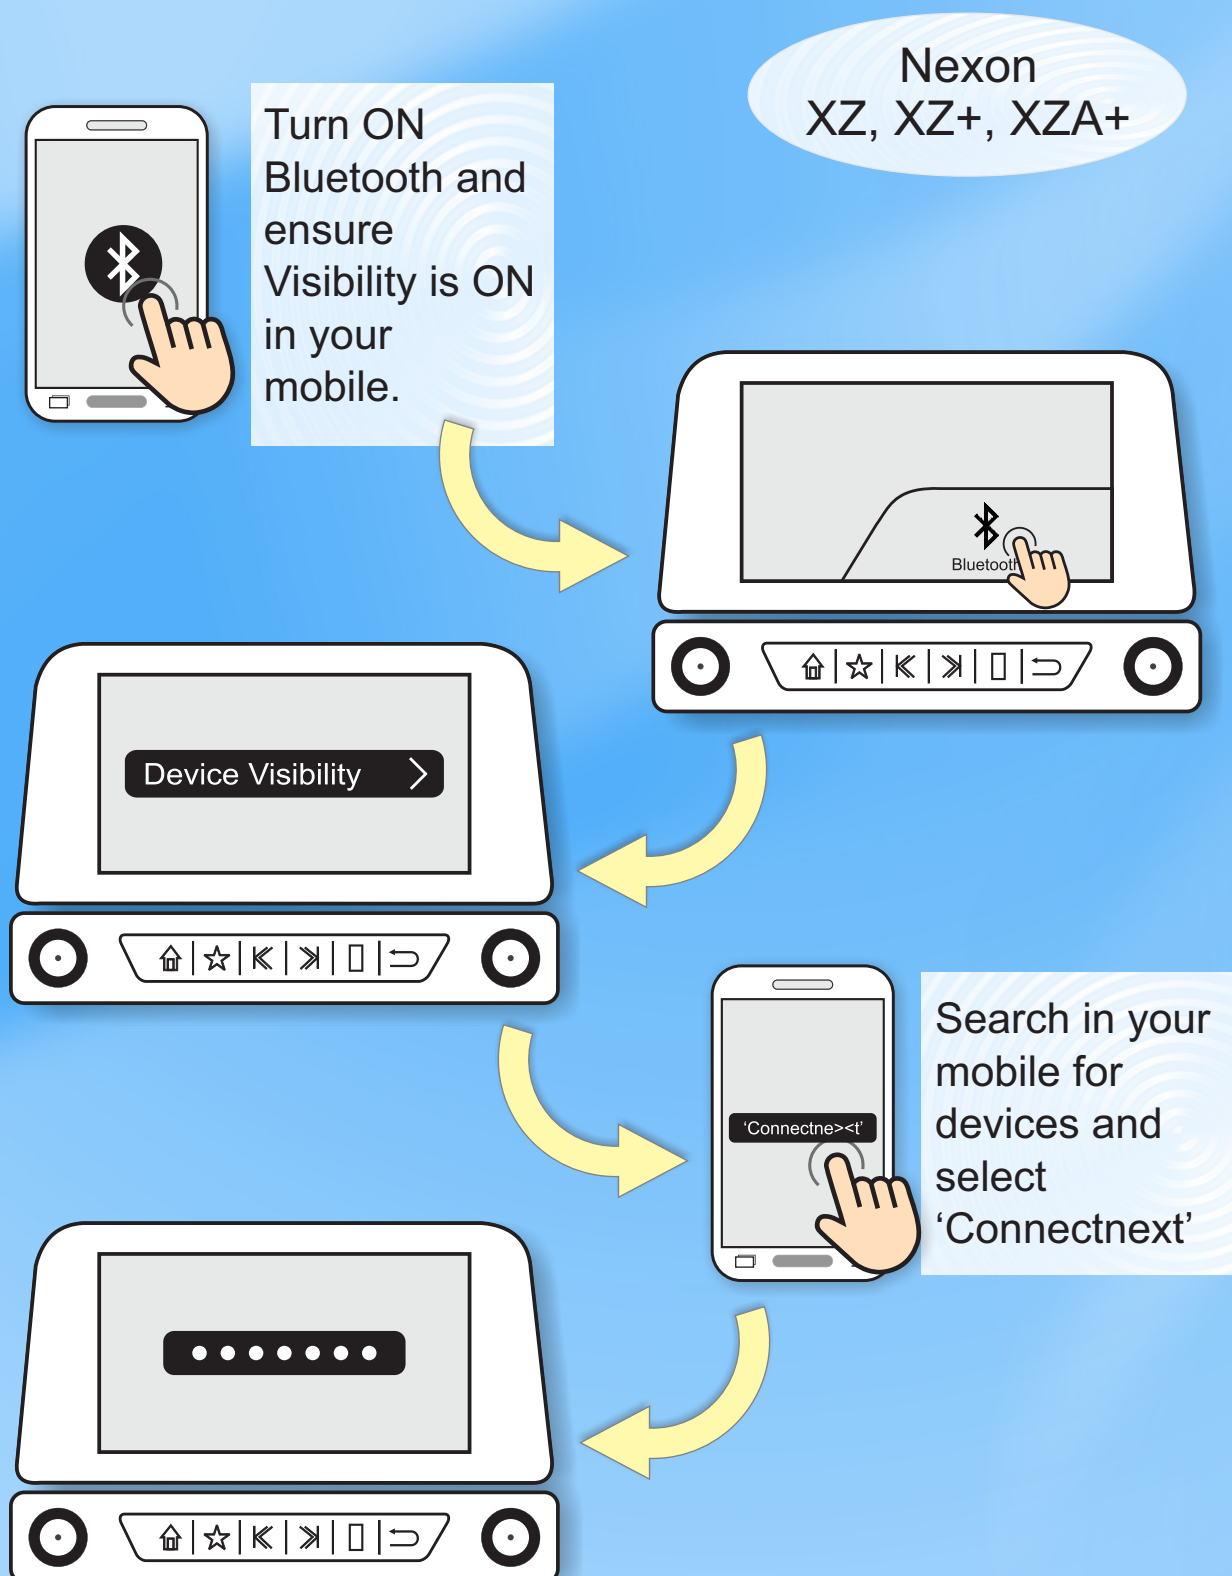 Nexon
XZ, XZ+, XZA+
Turn ON
Bluetooth and
ensure
Visibility is ON
in your
mobile.
Bluetooth
Device Visibility
'Connectne><t'
Search in your
mobile for
devices and
select
‘Connectnext’